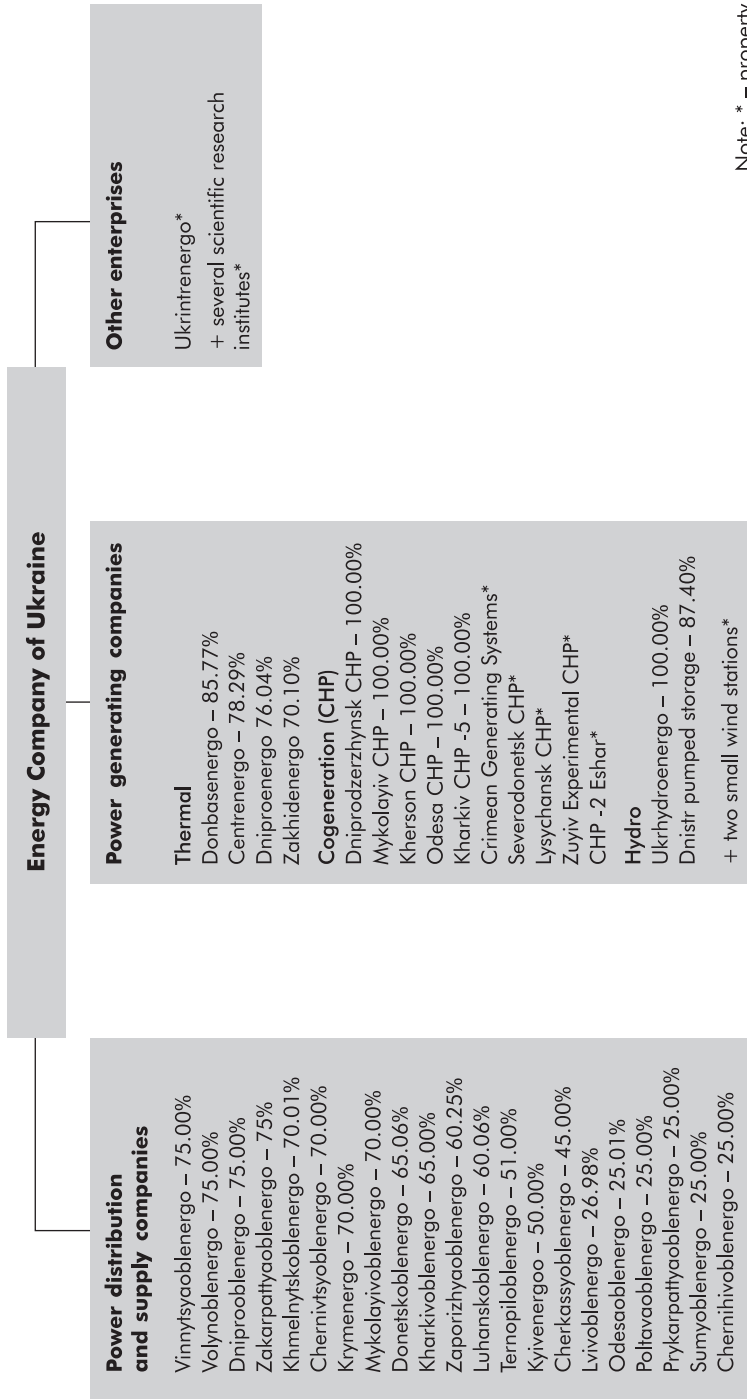 Energy Company of Ukraine
Power distribution
and supply companies
Vinnytsyaoblenergo – 75.00%
Volynoblenergo – 75.00%
Dniprooblenergo – 75.00%
Zakarpattyaoblenergo – 75%
Khmelnytskoblenergo – 70.01%
Chernivtsyoblenergo – 70.00%
Krymenergo – 70.00%
Mykolayivoblenergo – 70.00%
Donetskoblenergo – 65.06%
Kharkivoblenergo – 65.00%
Zaporizhyaoblenergo – 60.25%
Luhanskoblenergo – 60.06%
Ternopiloblenergo – 51.00%
Kyivenergoo – 50.00%
Cherkassyoblenergo – 45.00%
Lvivoblenergo – 26.98%
Odesaoblenergo – 25.01%
Poltavaoblenergo – 25.00%
Prykarpattyaoblenergo – 25.00%
Sumyoblenergo – 25.00%
Chernihivoblenergo – 25.00%
Power generating companies
Thermal
Donbasenergo – 85.77%
Centrenergo – 78.29%
Dniproenergo 76.04%
Zakhidenergo 70.10%
Cogeneration (CHP)
Dniprodzerzhynsk CHP – 100.00%
Mykolayiv CHP – 100.00%
Kherson CHP – 100.00%
Odesa CHP – 100.00%
Kharkiv CHP -5 – 100.00%
Crimean Generating Systems*
Severodonetsk CHP*
Lysychansk CHP*
Zuyiv Experimental CHP*
CHP -2 Eshar*
Hydro
Ukrhydroenergo – 100.00%
Dnistr pumped storage – 87.40%
+ two small wind stations*
Other enterprises
Ukrintrenergo*
+ several scientific research
institutes*
Note: * – property